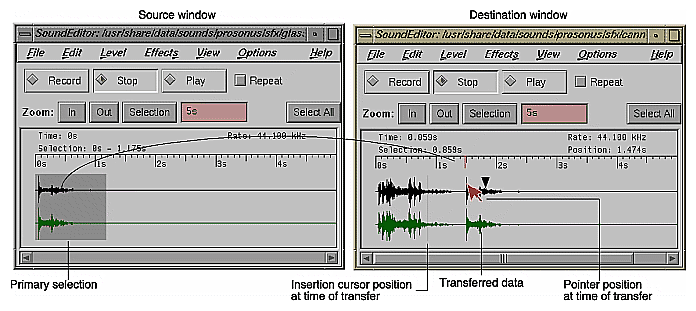 Source window
Destination window
SoundEditor: /usr/share/data/sounds/prosonus/sfx/glas
File Edit Level Effects View Options Help
Record Stop Play Repeat
Zoom: In Out Selection 5s Select All
Time: 0s Rate: 44.100 kHz
Selection: 0s - 1.175s
0s 1s 2s 3s 4s
SoundEditor: /usr/share/data/sounds/prosonus/sfx/cann
File Edit Level Effects View Options Help
Record Stop Play Repeat
Zoom: In Out Selection 5s Select All
Time: 0.059s Rate: 44.100 kHz
Selection: 0.859s Position: 1.474s
0s 1s 2s 3s 4s
Primary selection
Insertion cursor position
at time of transfer
Transferred data
Pointer position
at time of transfer